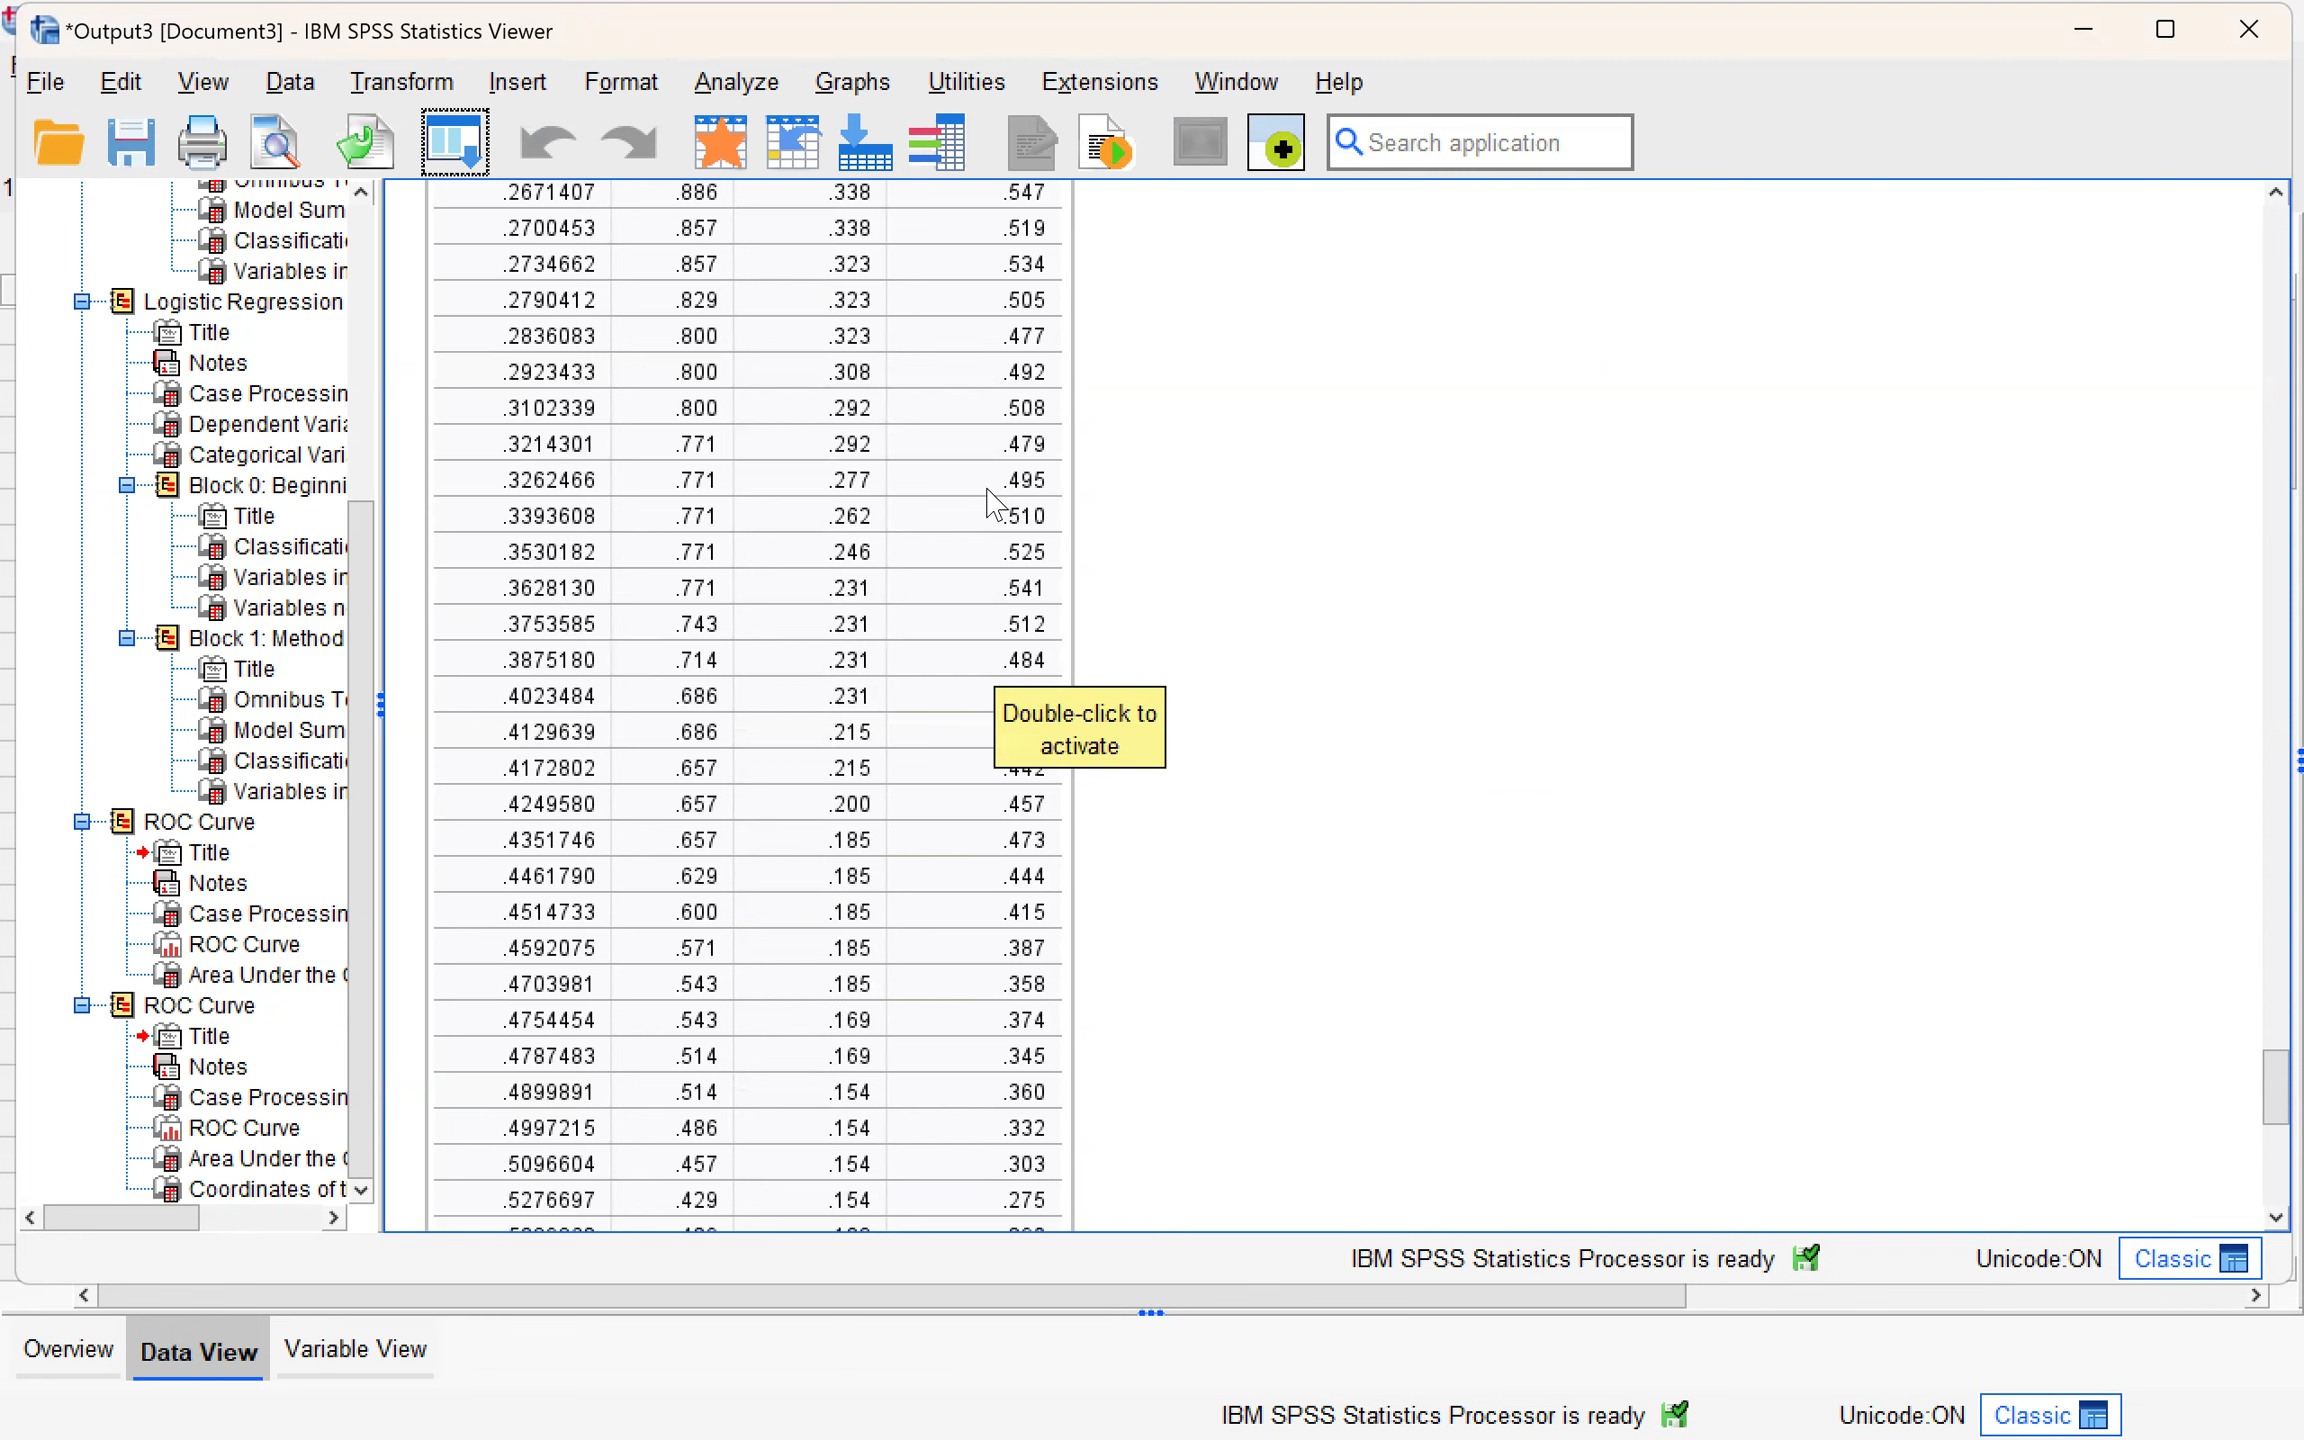 *Output3 [Document3] - IBM SPSS Statistics Viewer
File Edit View Data Transform Insert Format Analyze Graphs Utilities Extensions Window Help
Search application
Model Sum
Classificati
Variables in
Logistic Regression
Title
Notes
Case Processin
Dependent Varia
Categorical Vari
Block 0: Beginni
Title
Classificati
Variables in
Variables n
Block 1: Method
Title
Omnibus Te
Model Sum
Classificati
Variables in
ROC Curve
Title
Notes
Case Processin
ROC Curve
Area Under the C
ROC Curve
Title
Notes
Case Processin
ROC Curve
Area Under the C
Coordinates of t
.2671407 .886 .338 .547
.2700453 .857 .338 .519
.2734662 .857 .323 .534
.2790412 .829 .323 .505
.2836083 .800 .323 .477
.2923433 .800 .308 .492
.3102339 .800 .292 .508
.3214301 .771 .292 .479
.3262466 .771 .277 .495
.3393608 .771 .262 .510
.3530182 .771 .246 .525
.3628130 .771 .231 .541
.3753585 .743 .231 .512
.3875180 .714 .231 .484
.4023484 .686 .231
.4129639 .686 .215
.4172802 .657 .215 .442
.4249580 .657 .200 .457
.4351746 .657 .185 .473
.4461790 .629 .185 .444
.4514733 .600 .185 .415
.4592075 .571 .185 .387
.4703981 .543 .185 .358
.4754454 .543 .169 .374
.4787483 .514 .169 .345
.4899891 .514 .154 .360
.4997215 .486 .154 .332
.5096604 .457 .154 .303
.5276697 .429 .154 .275
Double-click to
activate
IBM SPSS Statistics Processor is ready Unicode:ON Classic
Overview Data View Variable View
IBM SPSS Statistics Processor is ready Unicode:ON Classic